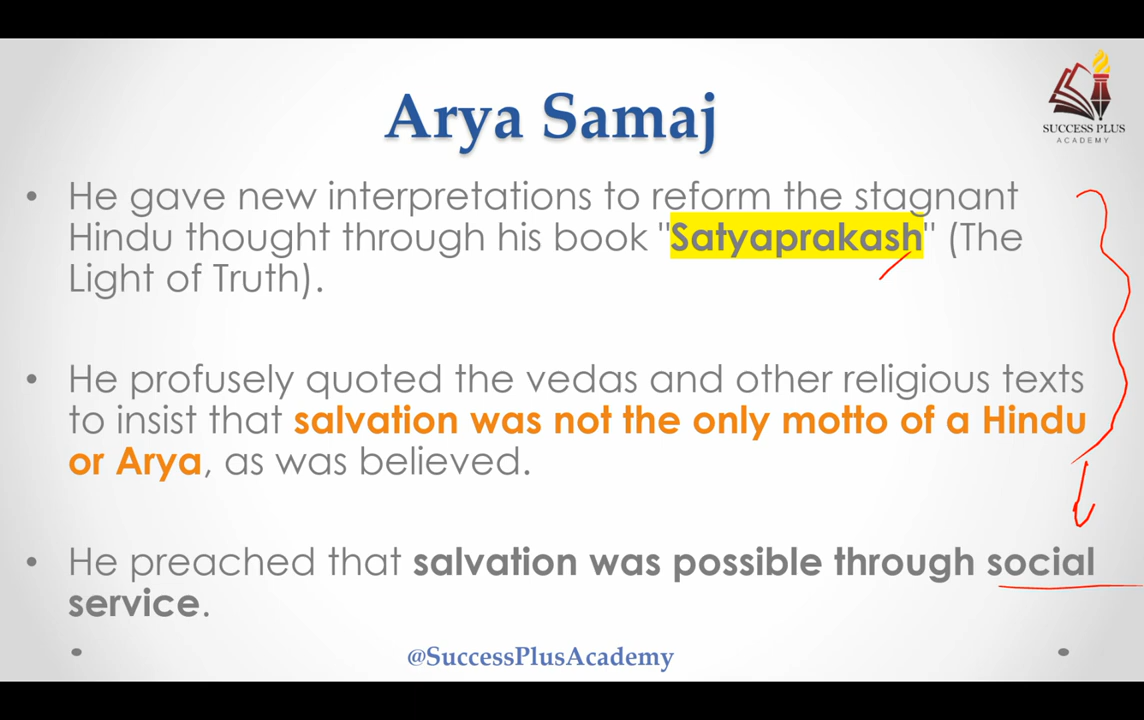 Arya Samaj
SUCCESS PLUS
ACADEMY
• He gave new interpretations to reform the stagnant
Hindu thought through his book "Satyaprakash" (The
Light of Truth).
• He profusely quoted the vedas and other religious texts
to insist that salvation was not the only motto of a Hindu
or Arya, as was believed.
• He preached that salvation was possible through social
service.
@SuccessPlusAcademy